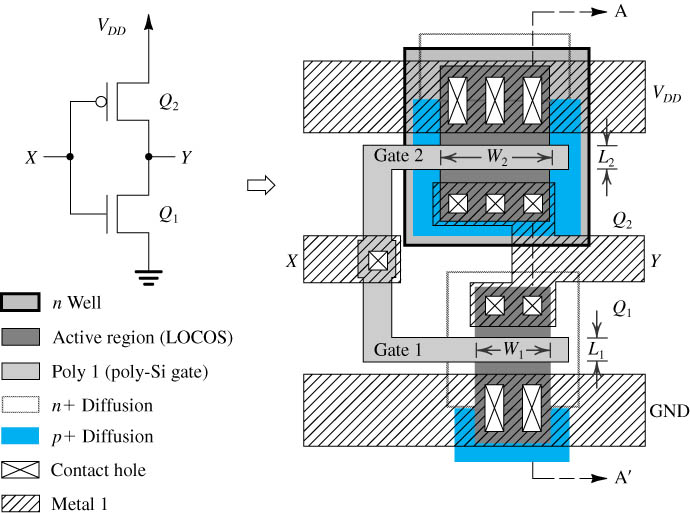 V_DD
Q_2
X
Y
Q_1
n Well
Active region (LOCOS)
Poly 1 (poly-Si gate)
n+ Diffusion
p+ Diffusion
Contact hole
Metal 1
A
V_DD
Gate 2
W_2
L_2
Q_2
X
Y
Q_1
Gate 1
W_1
L_1
GND
A′